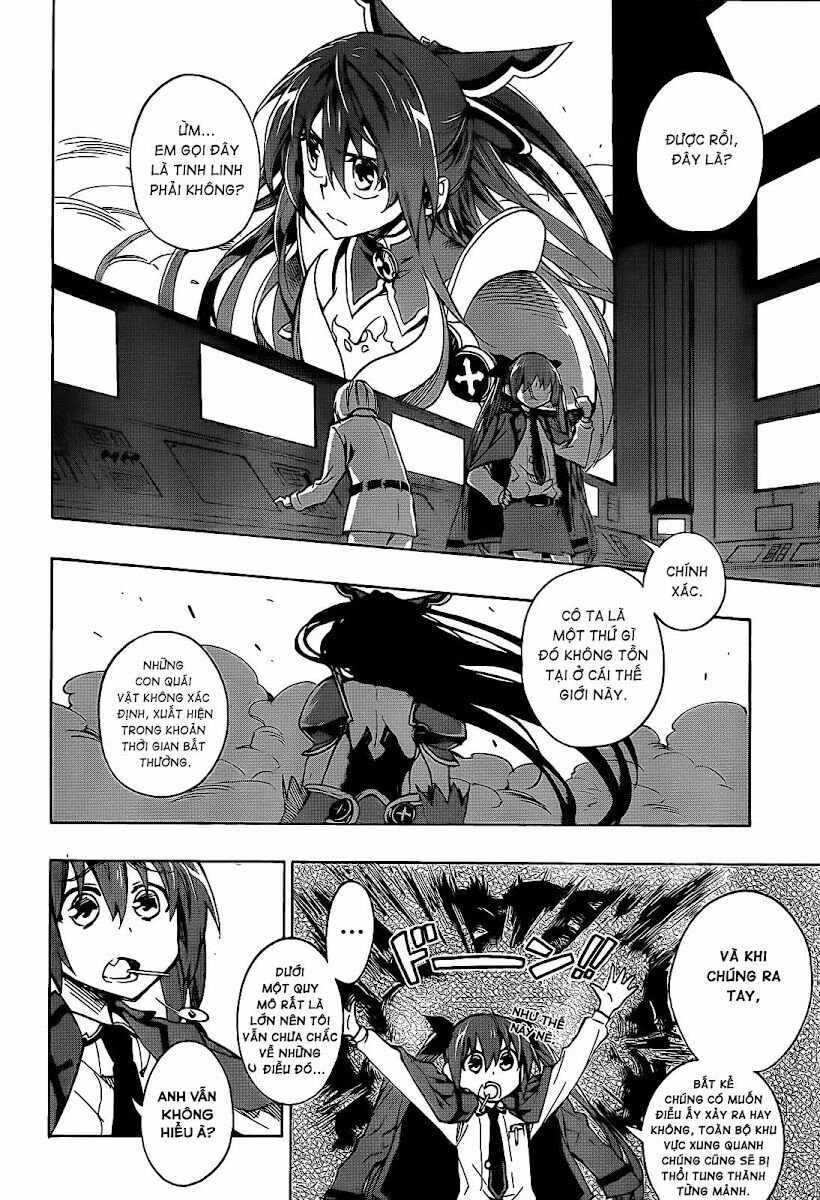 ĐƯỢC RỒI,
ĐÂY LÀ?
ỪM...
EM GỌI ĐÂY
LÀ TINH LINH
PHẢI KHÔNG?
CHÍNH
XÁC.
CÔ TA LÀ
MỘT THỨ GÌ
ĐÓ KHÔNG TỒN
TẠI Ở CÁI THẾ
GIỚI NÀY.
NHỮNG
CON QUÁI
VẬT KHÔNG XÁC
ĐỊNH, XUẤT HIỆN
TRONG KHOẢN
THỜI GIAN BẤT
THƯỜNG.
VÀ KHI
CHÚNG RA
TAY,
BẤT KỂ
CHÚNG CÓ MUỐN
ĐIỀU ẤY XẢY RA HAY
KHÔNG, TOÀN BỘ KHU
VỰC XUNG QUANH
CHÚNG CŨNG SẼ BỊ
THỔI TUNG THÀNH
TỪNG MẢNH.
ドーン!!
NHƯ THẾ
NÀY NÈ.
...
DƯỚI
MỘT QUY
MÔ RẤT LÀ
LỚN NÊN TÔI
VẪN CHƯA CHẮC
VỀ NHỮNG
ĐIỀU ĐÓ...
ANH VẪN
KHÔNG
HIỂU À?